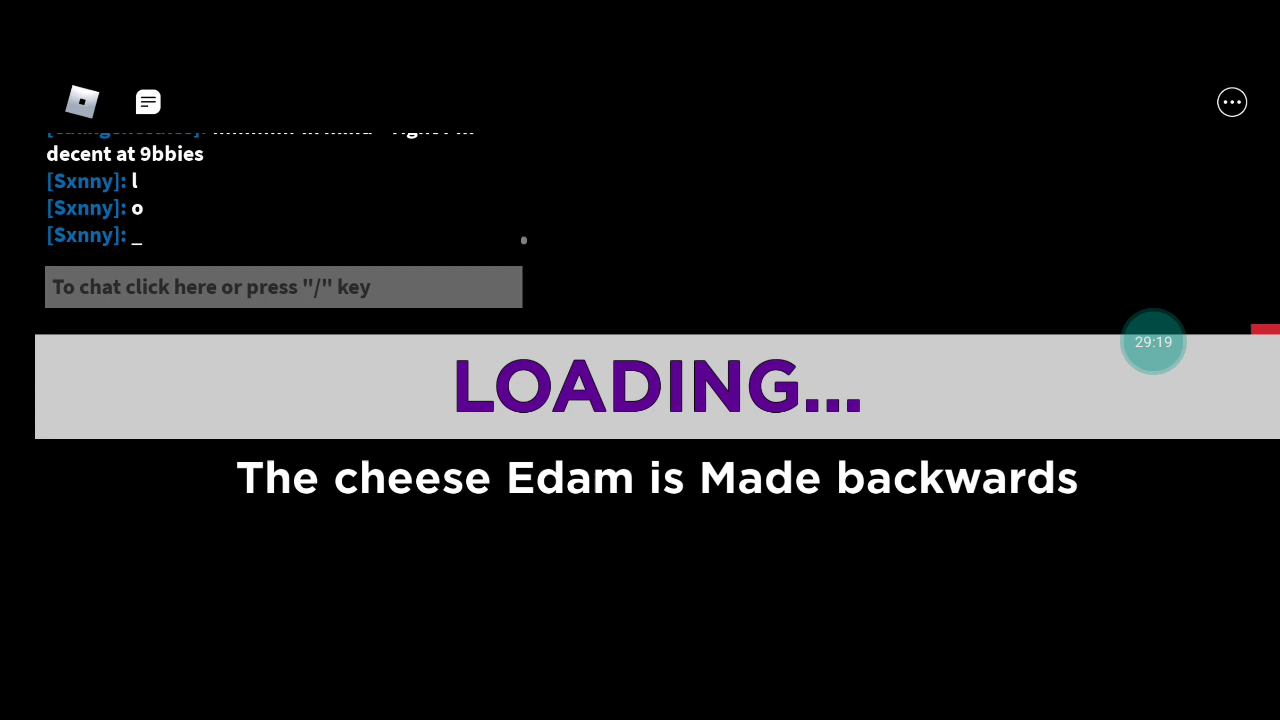 decent at 9bbies
[Sxnny]: l
[Sxnny]: o
[Sxnny]: _
To chat click here or press "/" key
29:19
LOADING...
The cheese Edam is Made backwards